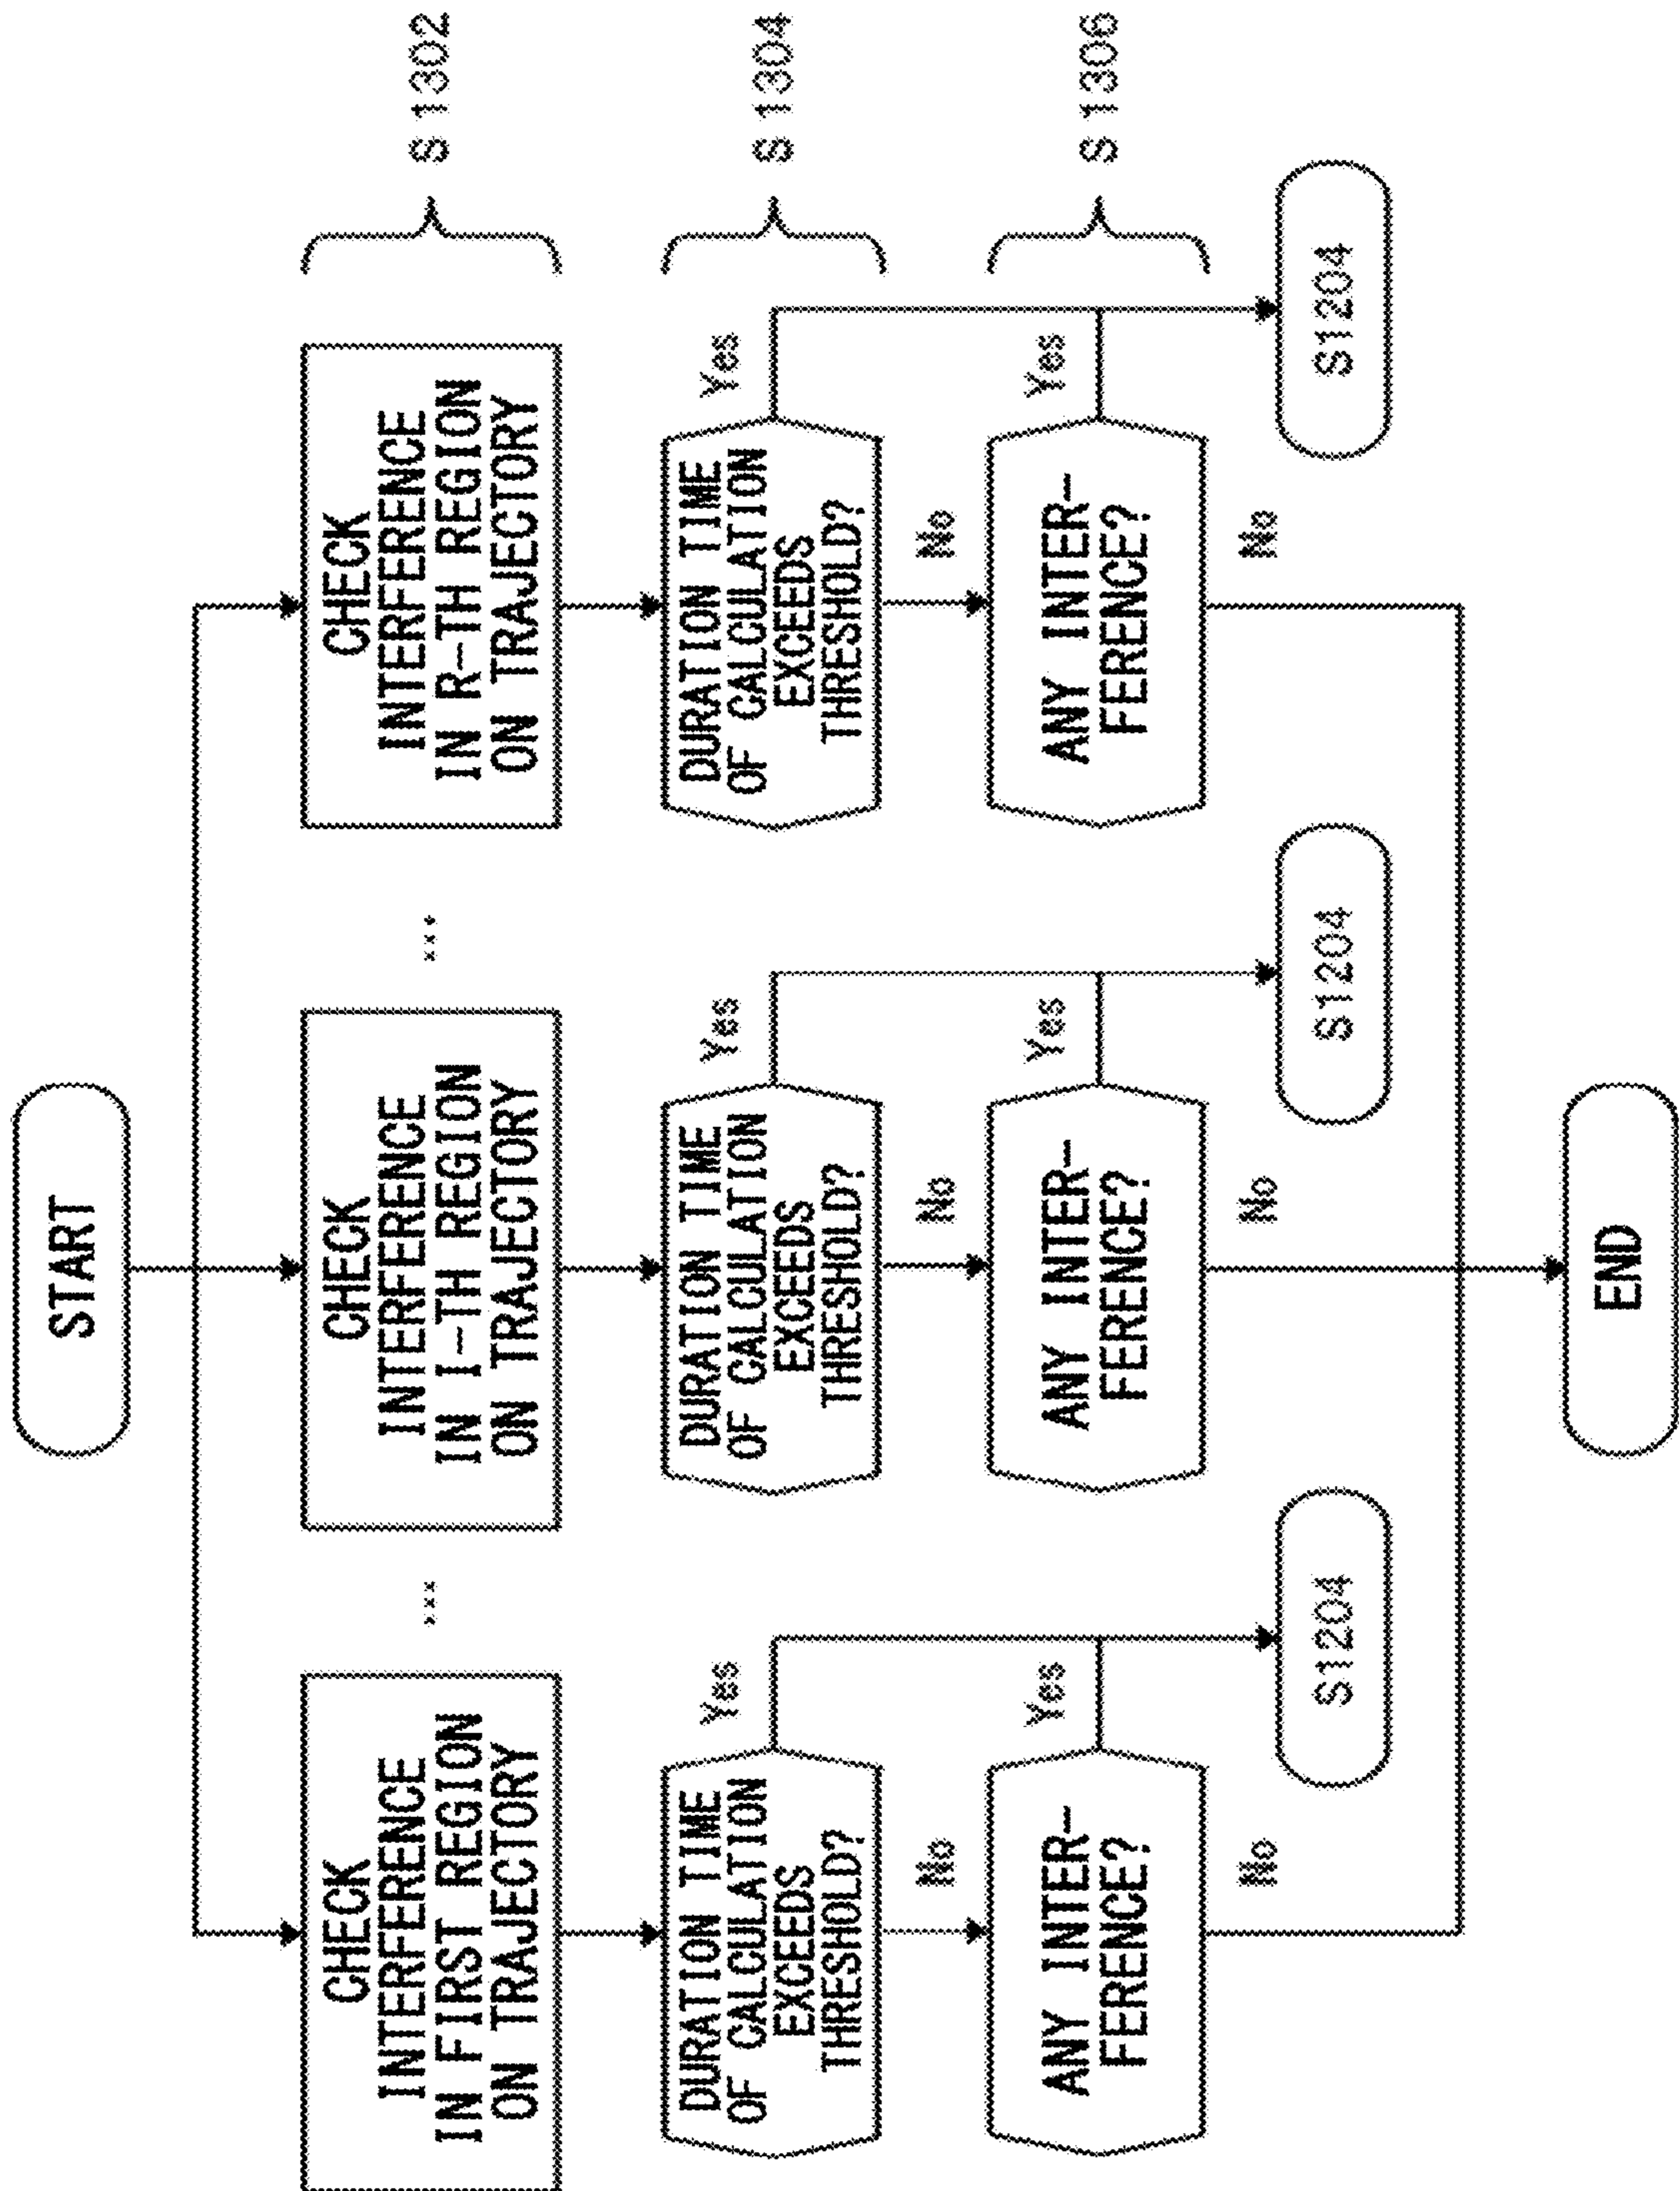 START
CHECK
INTERFERENCE
IN FIRST REGION
ON TRAJECTORY
...
CHECK
INTERFERENCE
IN I-TH REGION
ON TRAJECTORY
...
CHECK
INTERFERENCE
IN R-TH REGION
ON TRAJECTORY
S 1302
DURATION TIME
OF CALCULATION
EXCEEDS
THRESHOLD?
Yes
No
DURATION TIME
OF CALCULATION
EXCEEDS
THRESHOLD?
Yes
No
DURATION TIME
OF CALCULATION
EXCEEDS
THRESHOLD?
Yes
No
S 1304
ANY INTER-
FERENCE?
Yes
No
ANY INTER-
FERENCE?
Yes
No
ANY INTER-
FERENCE?
Yes
No
S 1306
S1204
S1204
S1204
END